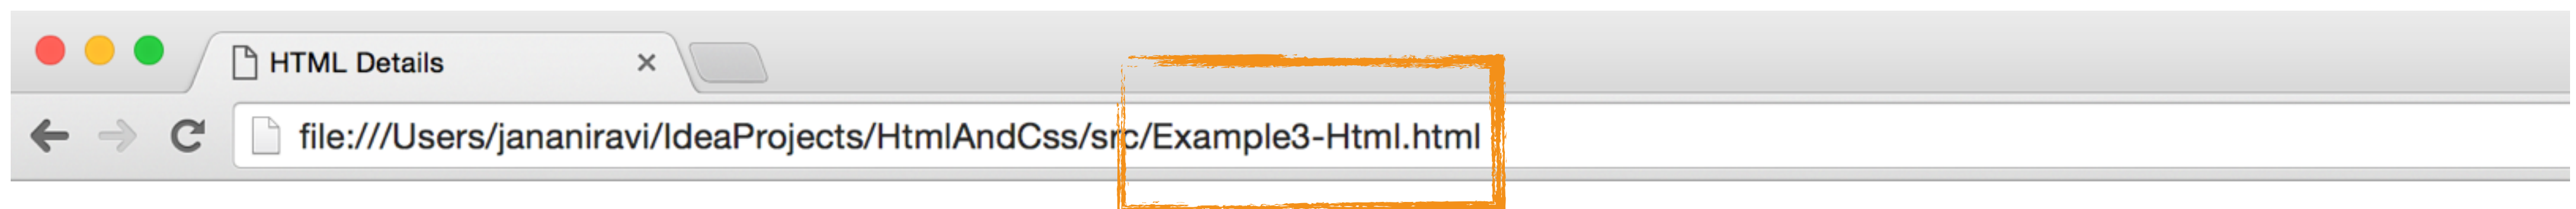 HTML Details
file:///Users/jananiravi/IdeaProjects/HtmlAndCss/src/Example3-Html.html